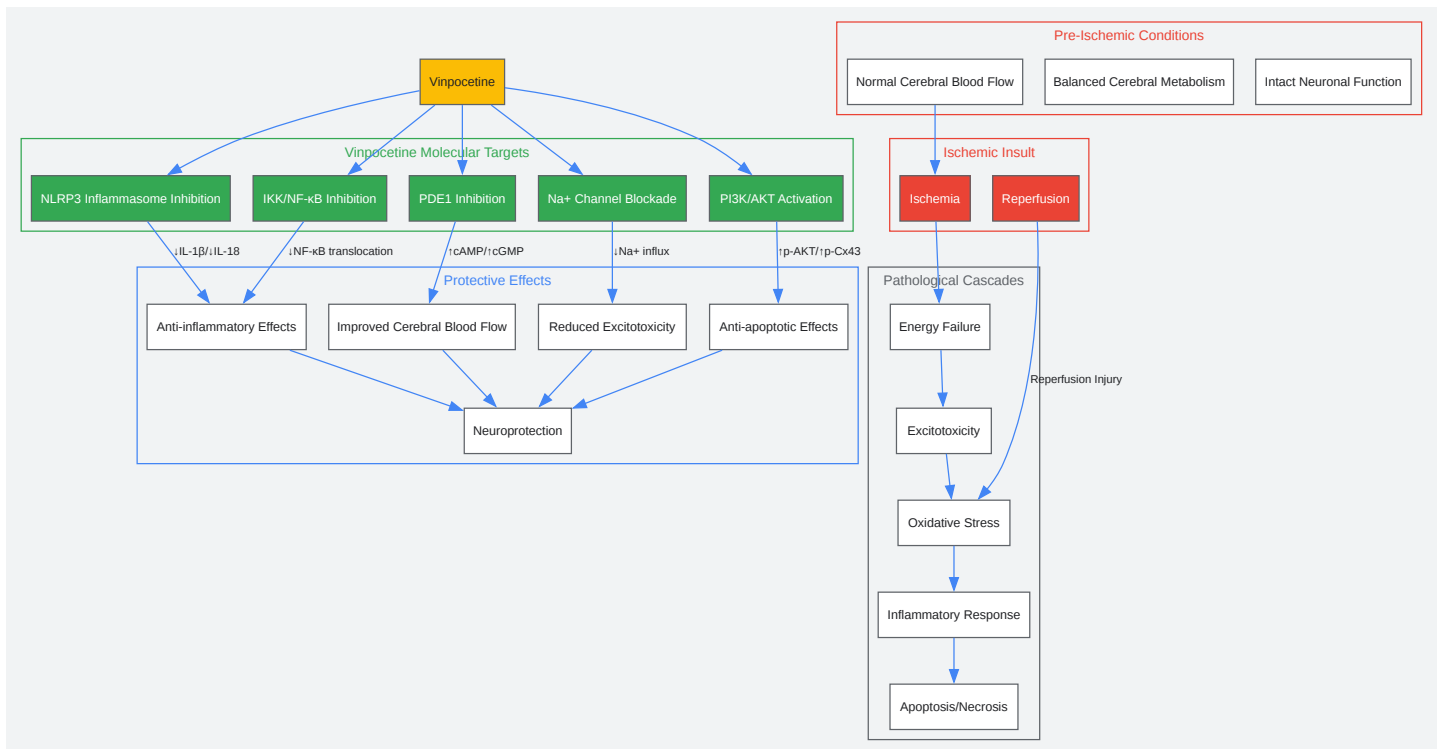 Pre-Ischemic Conditions
Vinpocetine
Normal Cerebral Blood Flow
Balanced Cerebral Metabolism
Intact Neuronal Function
Vinpocetine Molecular Targets
Ischemic Insult
NLRP3 Inflammasome Inhibition
IKK/NF-κB Inhibition
PDE1 Inhibition
Na+ Channel Blockade
PI3K/AKT Activation
Ischemia
Reperfusion
↓IL-1β/↓IL-18
↓NF-κB translocation
↑cAMP/↑cGMP
↓Na+ influx
↑p-AKT/↑p-Cx43
Protective Effects
Pathological Cascades
Anti-inflammatory Effects
Improved Cerebral Blood Flow
Reduced Excitotoxicity
Anti-apoptotic Effects
Energy Failure
Reperfusion Injury
Neuroprotection
Excitotoxicity
Oxidative Stress
Inflammatory Response
Apoptosis/Necrosis